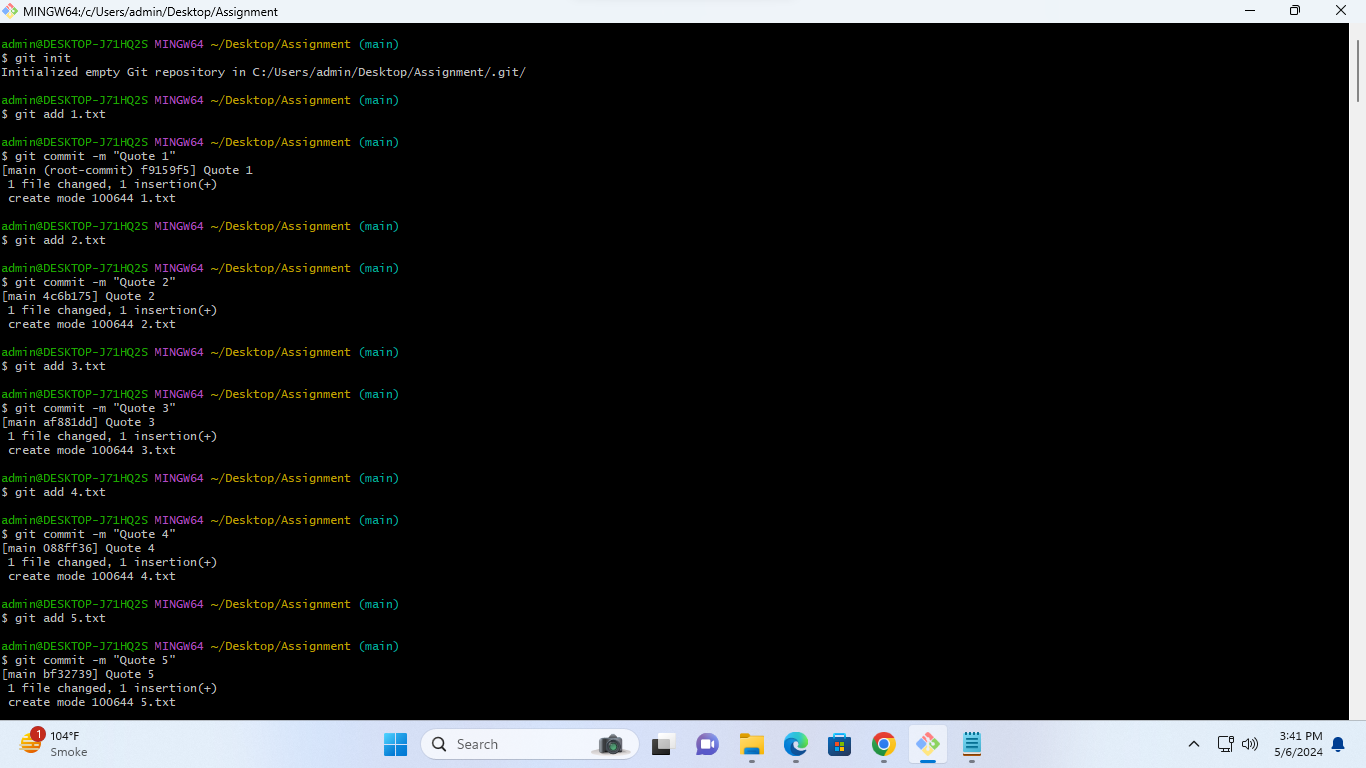 MINGW64:/c/Users/admin/Desktop/Assignment
admin@DESKTOP-J71HQ2S MINGW64 ~/Desktop/Assignment (main)
$ git init
Initialized empty Git repository in C:/Users/admin/Desktop/Assignment/.git/
admin@DESKTOP-J71HQ2S MINGW64 ~/Desktop/Assignment (main)
$ git add 1.txt
admin@DESKTOP-J71HQ2S MINGW64 ~/Desktop/Assignment (main)
$ git commit -m "Quote 1"
[main (root-commit) f9159f5] Quote 1
 1 file changed, 1 insertion(+)
 create mode 100644 1.txt
admin@DESKTOP-J71HQ2S MINGW64 ~/Desktop/Assignment (main)
$ git add 2.txt
admin@DESKTOP-J71HQ2S MINGW64 ~/Desktop/Assignment (main)
$ git commit -m "Quote 2"
[main 4c6b175] Quote 2
 1 file changed, 1 insertion(+)
 create mode 100644 2.txt
admin@DESKTOP-J71HQ2S MINGW64 ~/Desktop/Assignment (main)
$ git add 3.txt
admin@DESKTOP-J71HQ2S MINGW64 ~/Desktop/Assignment (main)
$ git commit -m "Quote 3"
[main af881dd] Quote 3
 1 file changed, 1 insertion(+)
 create mode 100644 3.txt
admin@DESKTOP-J71HQ2S MINGW64 ~/Desktop/Assignment (main)
$ git add 4.txt
admin@DESKTOP-J71HQ2S MINGW64 ~/Desktop/Assignment (main)
$ git commit -m "Quote 4"
[main 088ff36] Quote 4
 1 file changed, 1 insertion(+)
 create mode 100644 4.txt
admin@DESKTOP-J71HQ2S MINGW64 ~/Desktop/Assignment (main)
$ git add 5.txt
admin@DESKTOP-J71HQ2S MINGW64 ~/Desktop/Assignment (main)
$ git commit -m "Quote 5"
[main bf32739] Quote 5
 1 file changed, 1 insertion(+)
 create mode 100644 5.txt
1
104°F
Smoke
Search
3:41 PM
5/6/2024